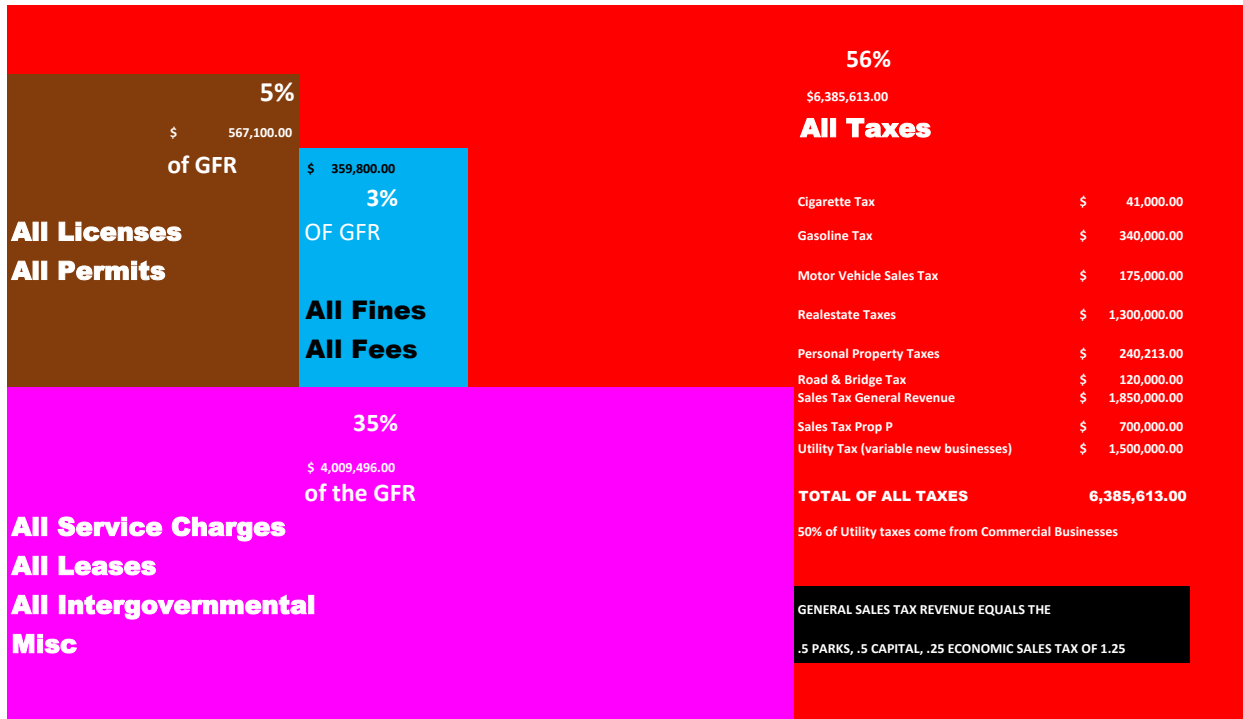 5%
$ 567,100.00
of GFR
All Licenses
All Permits
$ 359,800.00
3%
OF GFR
All Fines
All Fees
35%
$ 4,009,496.00
of the GFR
All Service Charges
All Leases
All Intergovernmental
Misc
56%
$6,385,613.00
All Taxes
Cigarette Tax $ 41,000.00
Gasoline Tax $ 340,000.00
Motor Vehicle Sales Tax $ 175,000.00
Realestate Taxes $ 1,300,000.00
Personal Property Taxes $ 240,213.00
Road & Bridge Tax $ 120,000.00
Sales Tax General Revenue $ 1,850,000.00
Sales Tax Prop P $ 700,000.00
Utility Tax (variable new businesses) $ 1,500,000.00
TOTAL OF ALL TAXES 6,385,613.00
50% of Utility taxes come from Commercial Businesses
GENERAL SALES TAX REVENUE EQUALS THE
.5 PARKS, .5 CAPITAL, .25 ECONOMIC SALES TAX OF 1.25